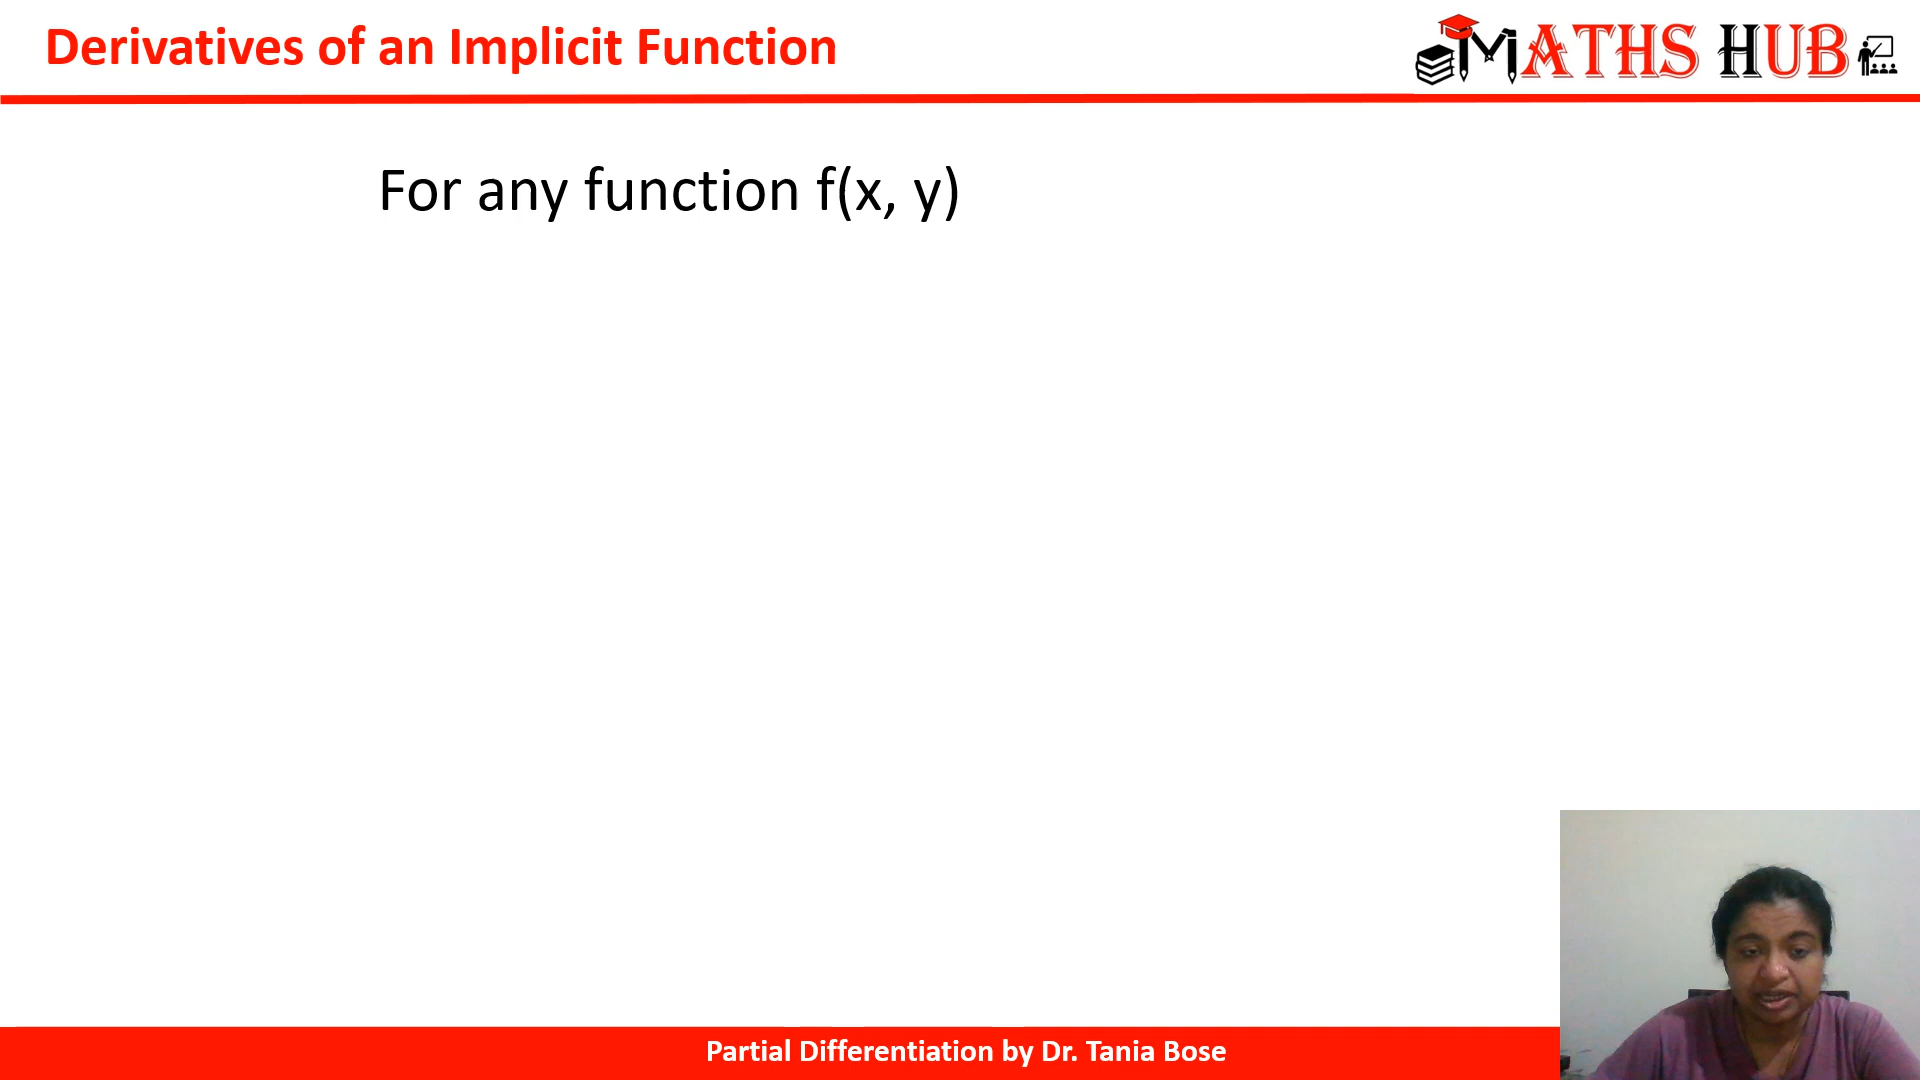 Derivatives of an Implicit Function
MATHS HUB
For any function f(x, y)
Partial Differentiation by Dr. Tania Bose